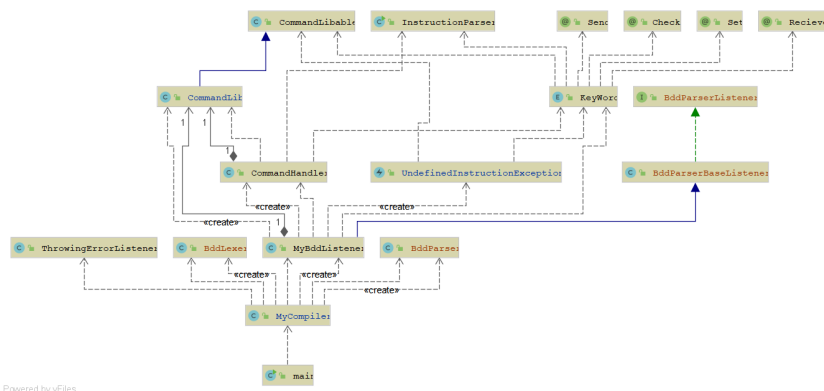 CommandLibable
InstructionParser
Send
Check
Set
Recieve
CommandLib
KeyWord
BddParserListener
1
1
1
CommandHandler
UndefinedInstructionException
BddParserBaseListener
«create»
«create»
«create»
1
ThrowingErrorListener
BddLexer
MyBddListener
BddParser
«create»
«create»
«create»
MyCompiler
main
Powered by yFiles